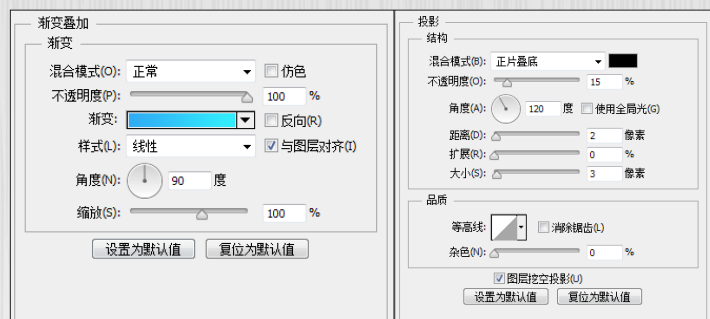 渐变叠加
渐变
混合模式(O): 正常 仿色
不透明度(P): 100 %
渐变: 反向(R)
样式(L): 线性 与图层对齐(I)
角度(N): 90 度
缩放(S): 100 %
设置为默认值 复位为默认值
投影
结构
混合模式(B): 正片叠底
不透明度(O): 15 %
角度(A): 120 度 使用全局光(G)
距离(D): 2 像素
扩展(R): 0 %
大小(S): 3 像素
品质
等高线: 消除锯齿(L)
杂色(N): 0 %
图层挖空投影(U)
设置为默认值 复位为默认值